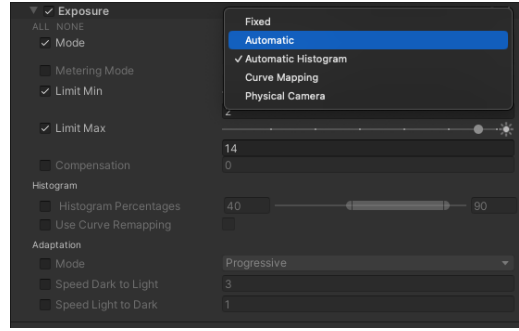 Exposure
ALL NONE
Mode
Fixed
Automatic
Automatic Histogram
Curve Mapping
Physical Camera
Metering Mode
Limit Min
2
Limit Max
14
Compensation 0
Histogram
Histogram Percentages 40 90
Use Curve Remapping
Adaptation
Mode Progressive
Speed Dark to Light 3
Speed Light to Dark 1